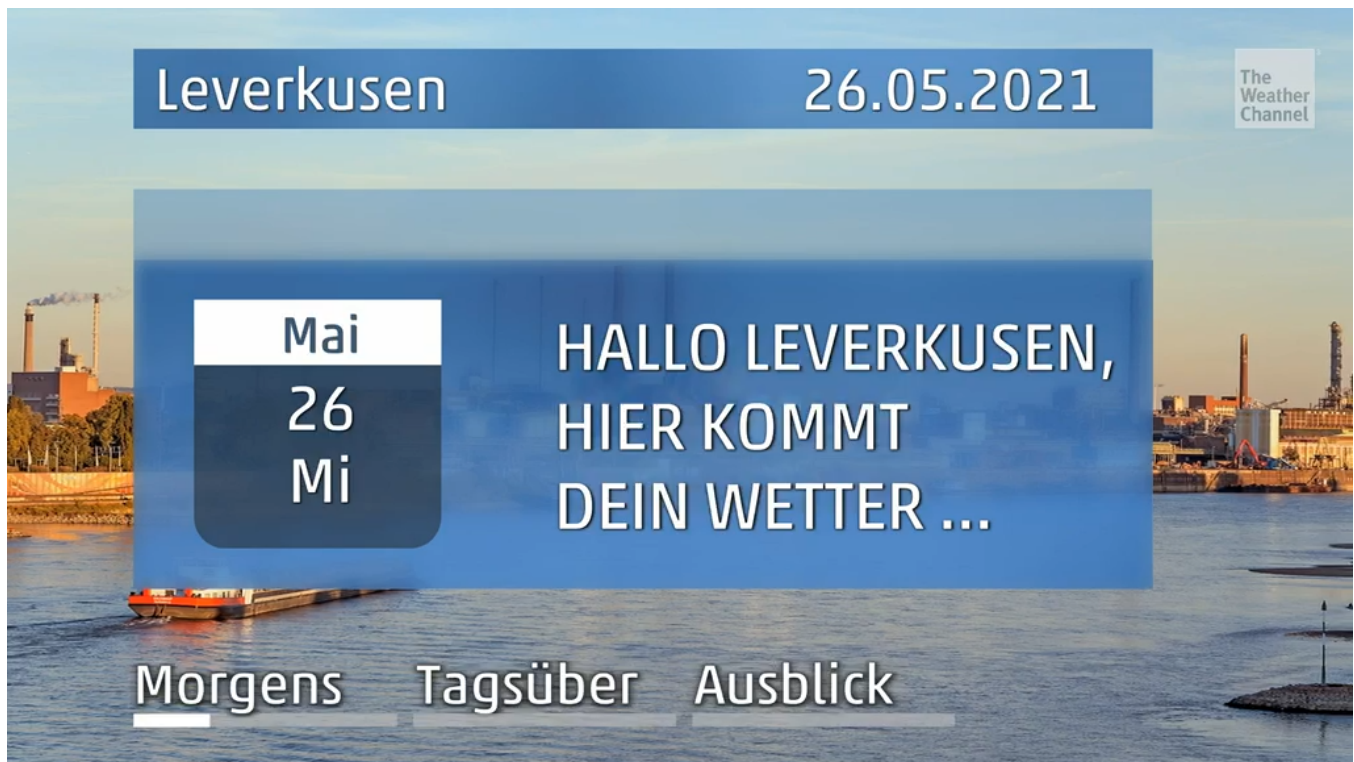 Leverkusen 26.05.2021
The
Weather
Channel
Mai
26
Mi
HALLO LEVERKUSEN,
HIER KOMMT
DEIN WETTER ...
Morgens Tagsüber Ausblick